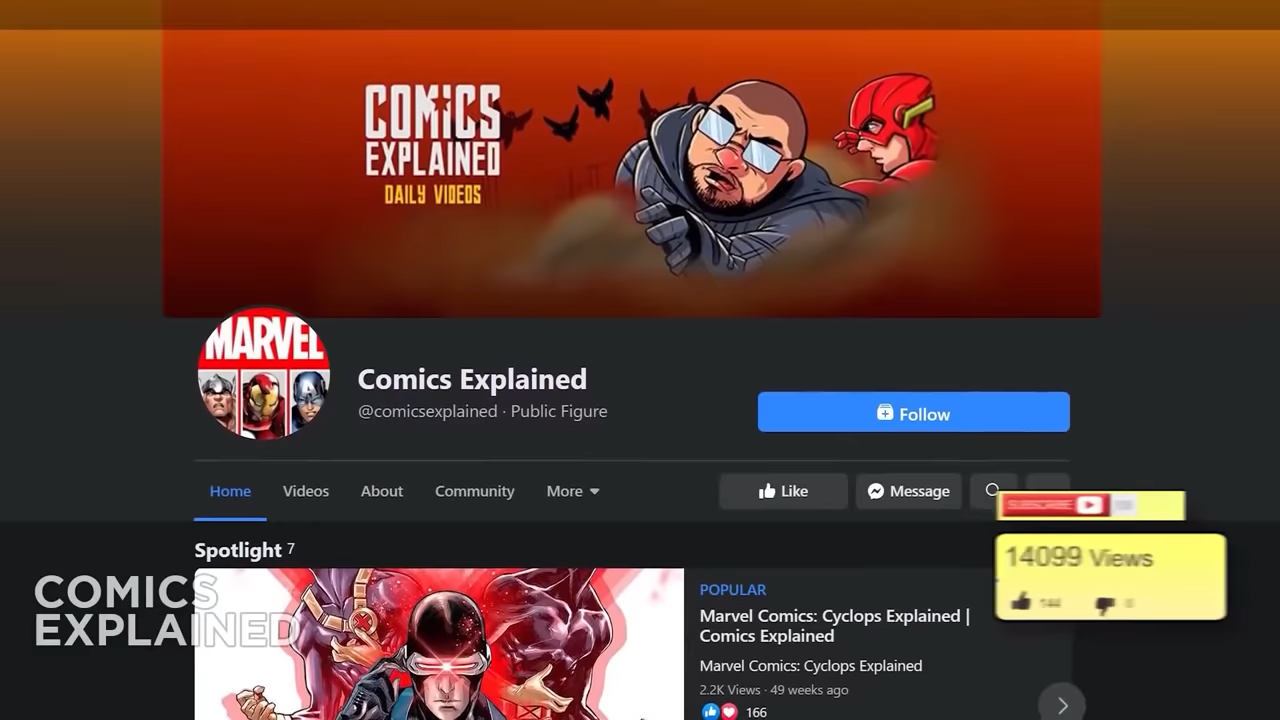 COMiCS
EXPLAINED
DAILY VIDEOS
MARVEL
Comics Explained
@comicsexplained · Public Figure
Follow
Home
Videos
About
Community
More
Like
Message
SUBSCRIBE
Spotlight 7
14099 Views
144
POPULAR
Marvel Comics: Cyclops Explained |
Comics Explained
Marvel Comics: Cyclops Explained
2.2K Views · 49 weeks ago
166
COMICS
EXPLAINED